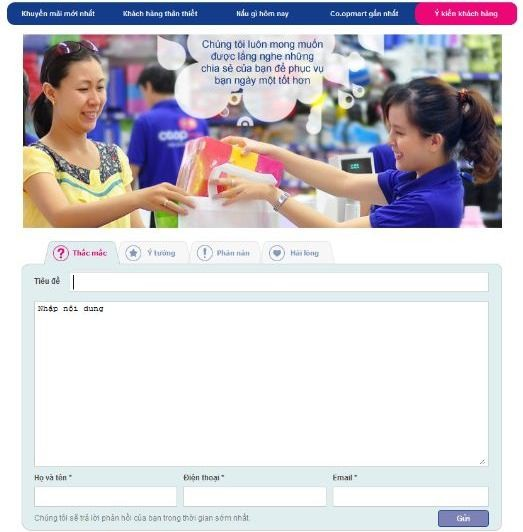 Khuyến mãi mới nhất Khách hàng thân thiết Nấu gì hôm nay Co.opmart gần nhất Ý kiến khách hàng
Chúng tôi luôn mong muốn
được lắng nghe những
chia sẻ của bạn để phục vụ
bạn ngày một tốt hơn
coop
? Thắc mắc Ý tưởng ! Phàn nàn Hài lòng
Tiêu đề
Nhập nội dung
Họ và tên * Điện thoại * Email *
Chúng tôi sẽ trả lời phản hồi của bạn trong thời gian sớm nhất. Gửi